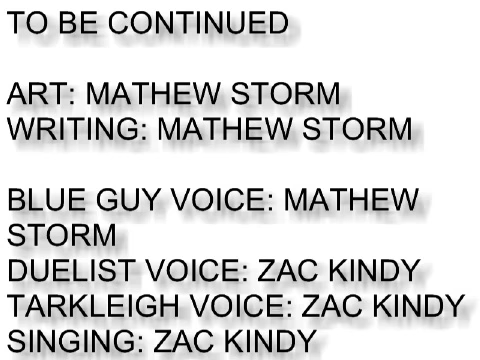 TO BE CONTINUED
ART: MATHEW STORM
WRITING: MATHEW STORM
BLUE GUY VOICE: MATHEW
STORM
DUELIST VOICE: ZAC KINDY
TARKLEIGH VOICE: ZAC KINDY
SINGING: ZAC KINDY